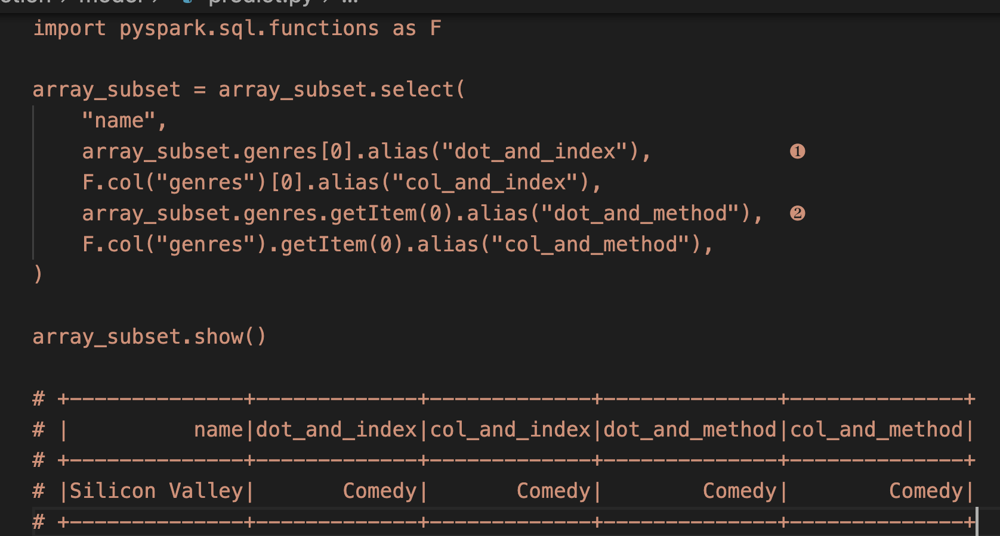 import pyspark.sql.functions as F
array_subset = array_subset.select(
    "name",
    array_subset.genres[0].alias("dot_and_index"), ❶
    F.col("genres")[0].alias("col_and_index"),
    array_subset.genres.getItem(0).alias("dot_and_method"), ❷
    F.col("genres").getItem(0).alias("col_and_method"),
)
array_subset.show()
# +--------------+-------------+-------------+--------------+--------------+
# |          name|dot_and_index|col_and_index|dot_and_method|col_and_method|
# +--------------+-------------+-------------+--------------+--------------+
# |Silicon Valley|       Comedy|       Comedy|        Comedy|        Comedy|
# +--------------+-------------+-------------+--------------+--------------+